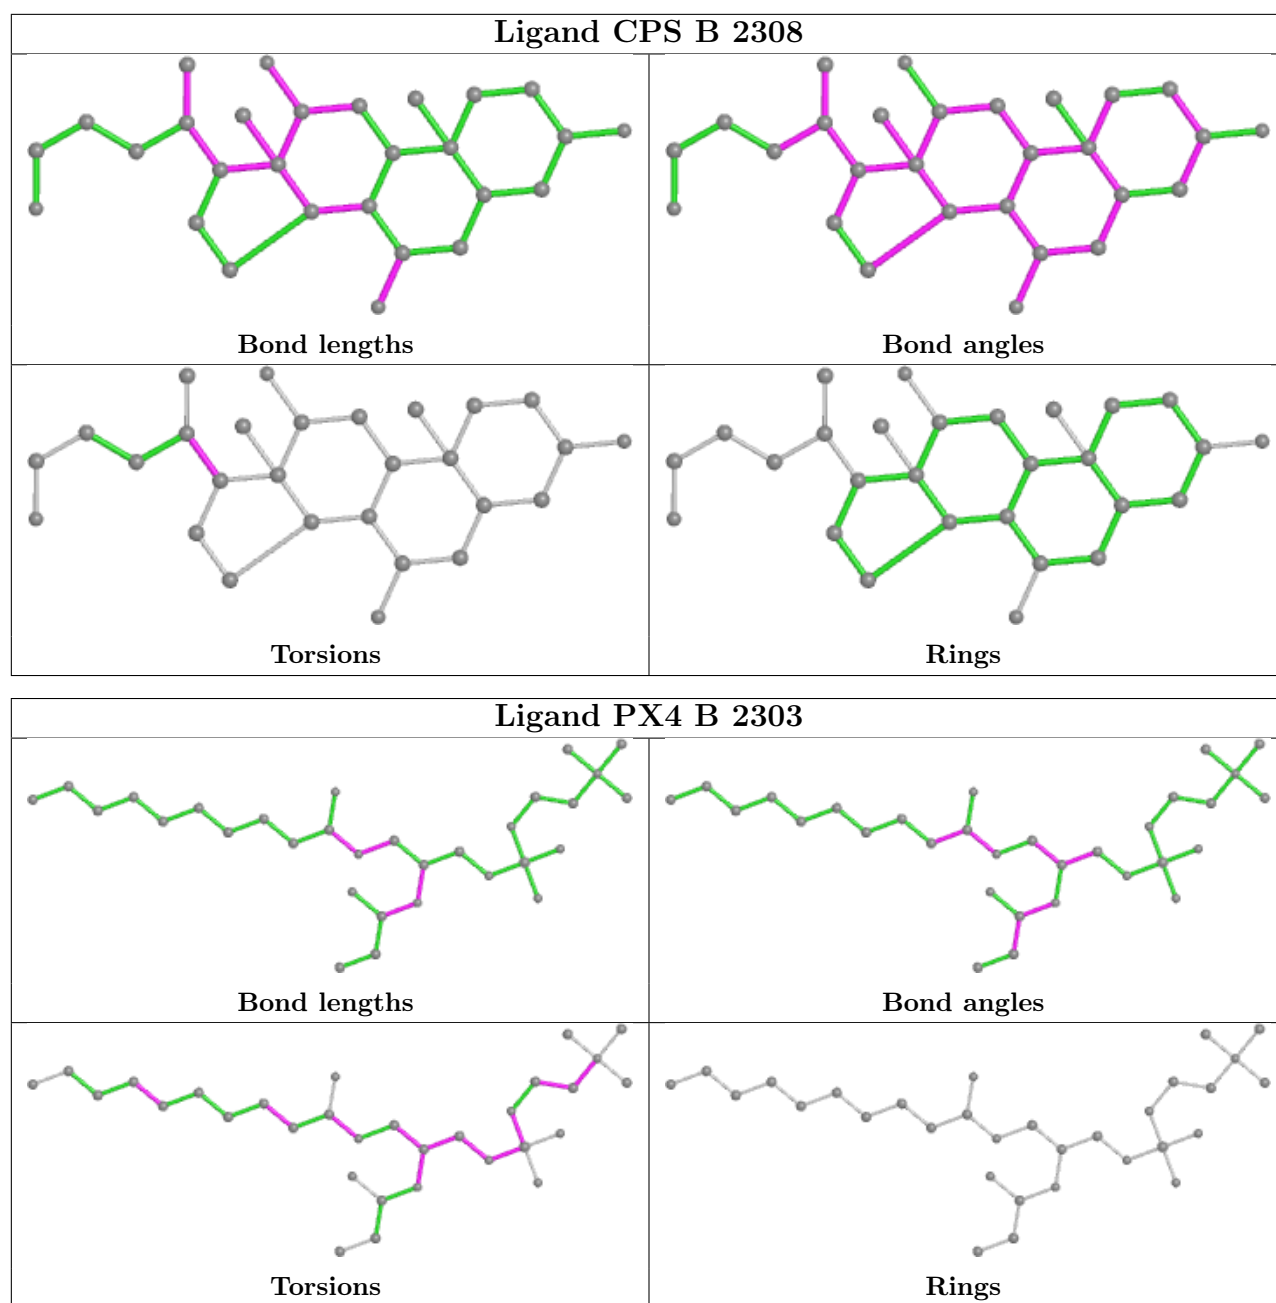 Ligand CPS B 2308
Bond lengths
Bond angles
Torsions
Rings
Ligand PX4 B 2303
Bond lengths
Bond angles
Torsions
Rings